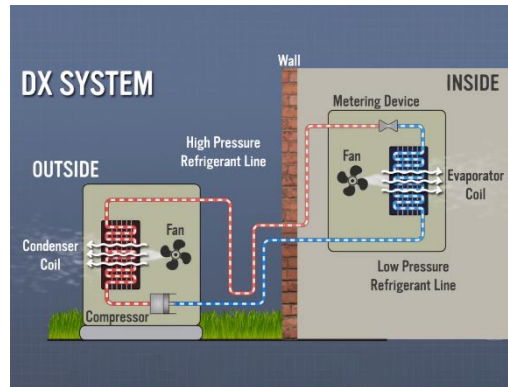 DX SYSTEM
Wall
INSIDE
Metering Device
High Pressure
Refrigerant Line
Fan
Evaporator
Coil
OUTSIDE
Fan
Condenser
Coil
Low Pressure
Refrigerant Line
Compressor